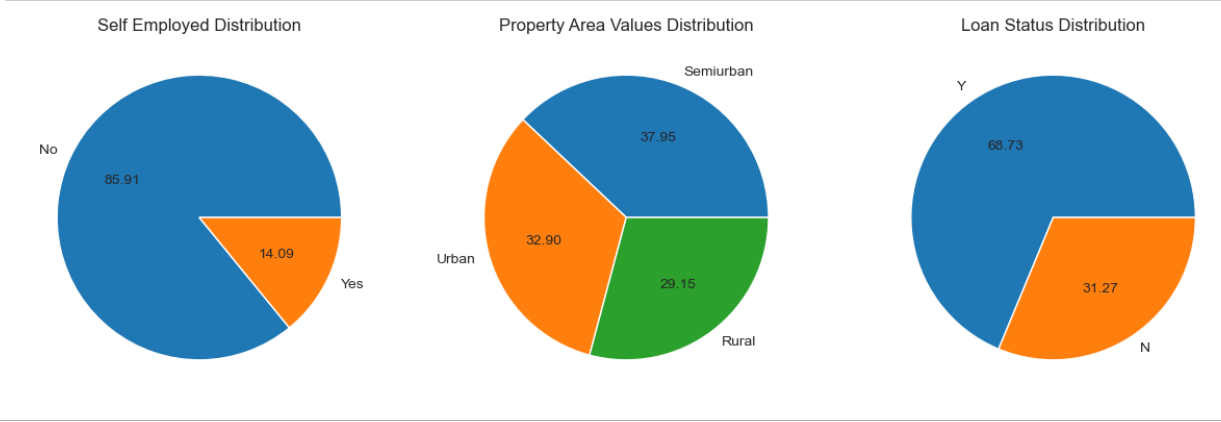 Self Employed Distribution
No
85.91
14.09
Yes
Property Area Values Distribution
Semiurban
37.95
32.90
Urban
29.15
Rural
Loan Status Distribution
Y
68.73
31.27
N